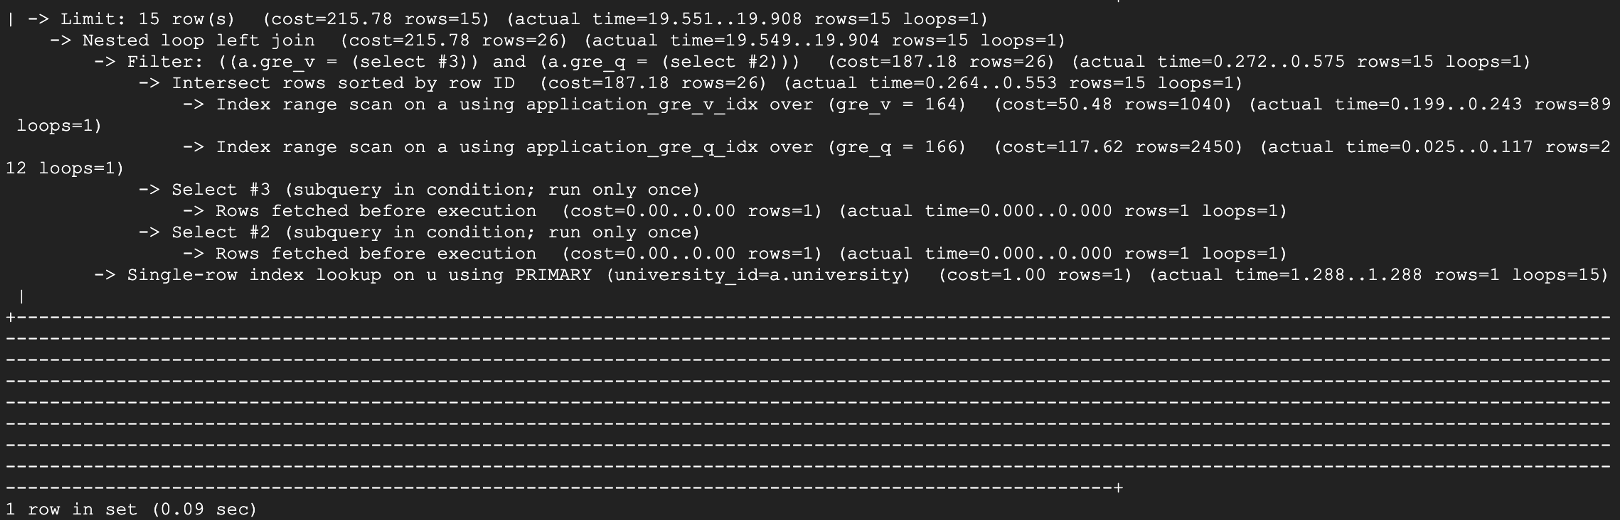 | -> Limit: 15 row(s)  (cost=215.78 rows=15) (actual time=19.551..19.908 rows=15 loops=1)
    -> Nested loop left join  (cost=215.78 rows=26) (actual time=19.549..19.904 rows=15 loops=1)
        -> Filter: ((a.gre_v = (select #3)) and (a.gre_q = (select #2)))  (cost=187.18 rows=26) (actual time=0.272..0.575 rows=15 loops=1)
            -> Intersect rows sorted by row ID  (cost=187.18 rows=26) (actual time=0.264..0.553 rows=15 loops=1)
                -> Index range scan on a using application_gre_v_idx over (gre_v = 164)  (cost=50.48 rows=1040) (actual time=0.199..0.243 rows=89
 loops=1)
                -> Index range scan on a using application_gre_q_idx over (gre_q = 166)  (cost=117.62 rows=2450) (actual time=0.025..0.117 rows=2
12 loops=1)
            -> Select #3 (subquery in condition; run only once)
                -> Rows fetched before execution  (cost=0.00..0.00 rows=1) (actual time=0.000..0.000 rows=1 loops=1)
            -> Select #2 (subquery in condition; run only once)
                -> Rows fetched before execution  (cost=0.00..0.00 rows=1) (actual time=0.000..0.000 rows=1 loops=1)
        -> Single-row index lookup on u using PRIMARY (university_id=a.university)  (cost=1.00 rows=1) (actual time=1.288..1.288 rows=1 loops=15)
 |
1 row in set (0.09 sec)